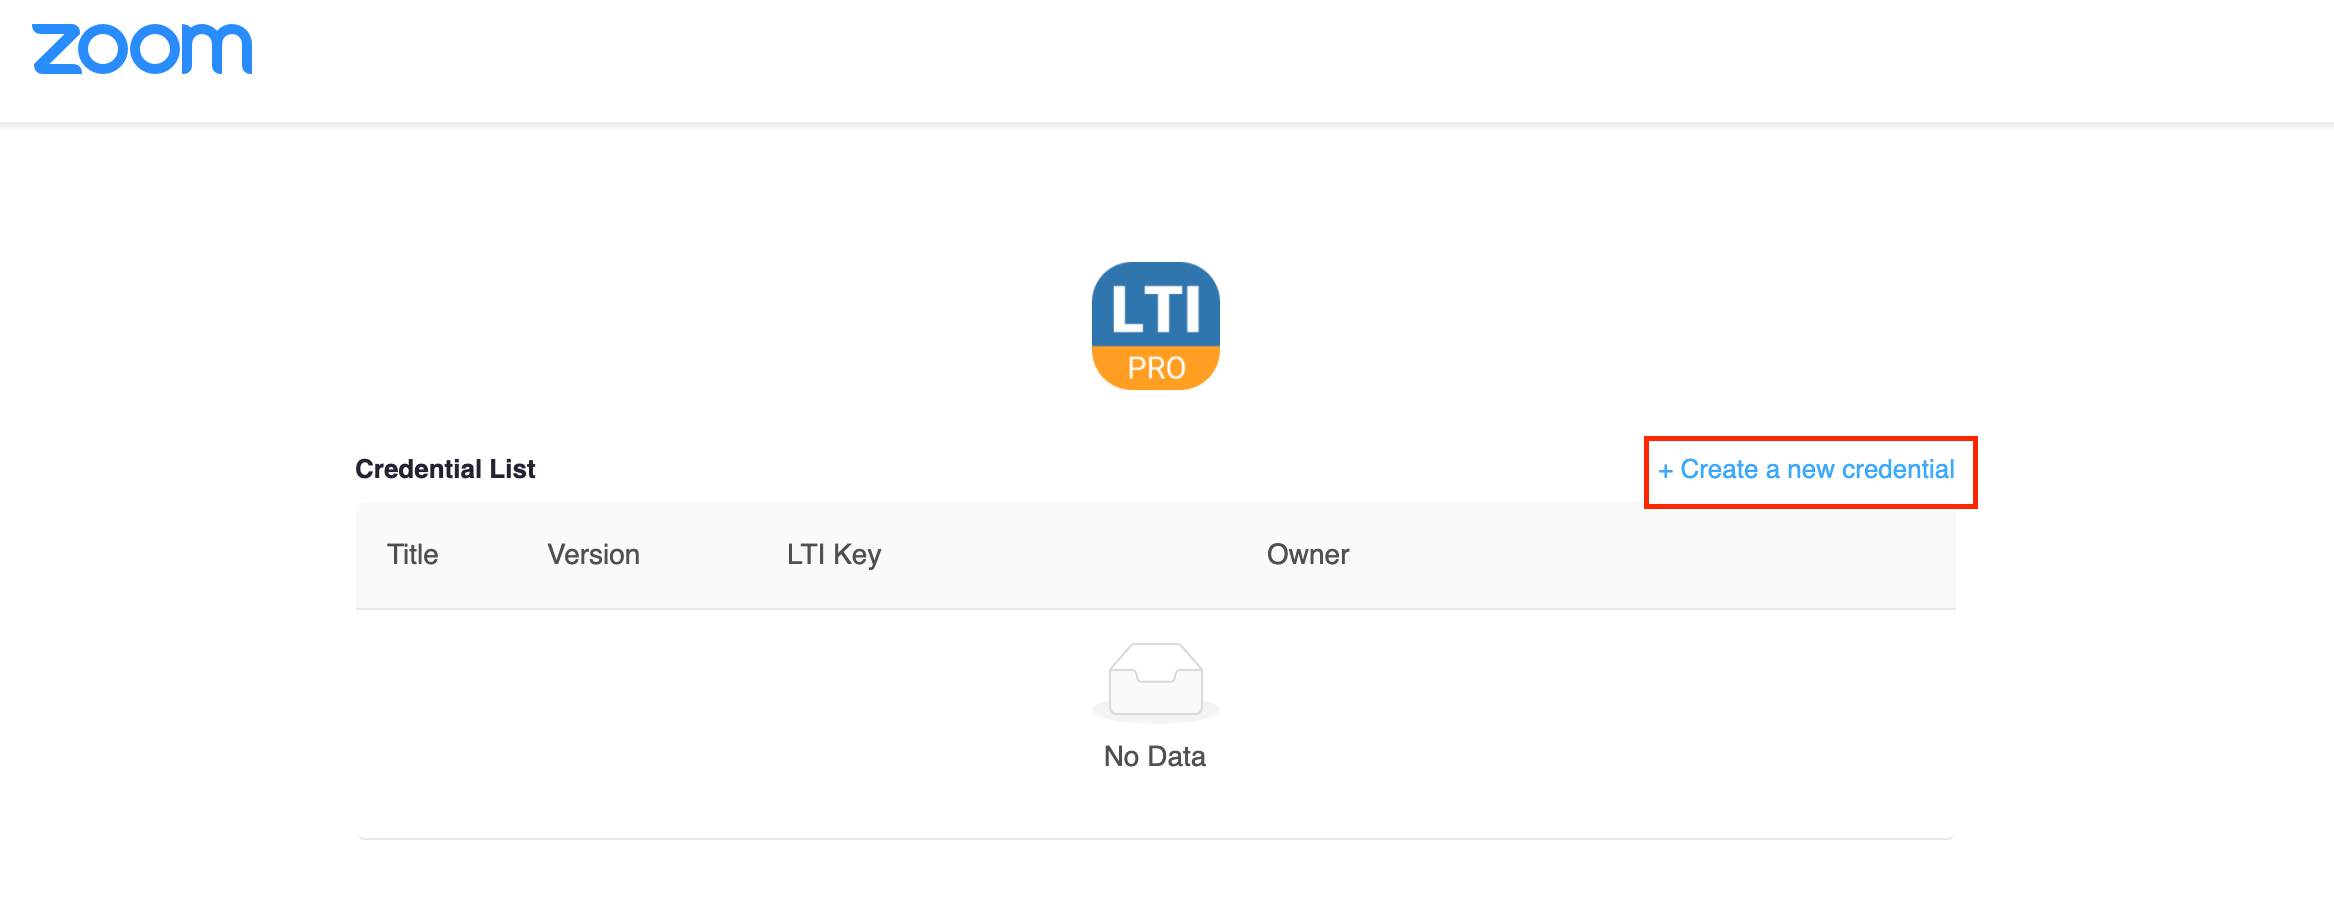 zoom
LTI
PRO
Credential List
+ Create a new credential
Title Version LTI Key Owner
No Data